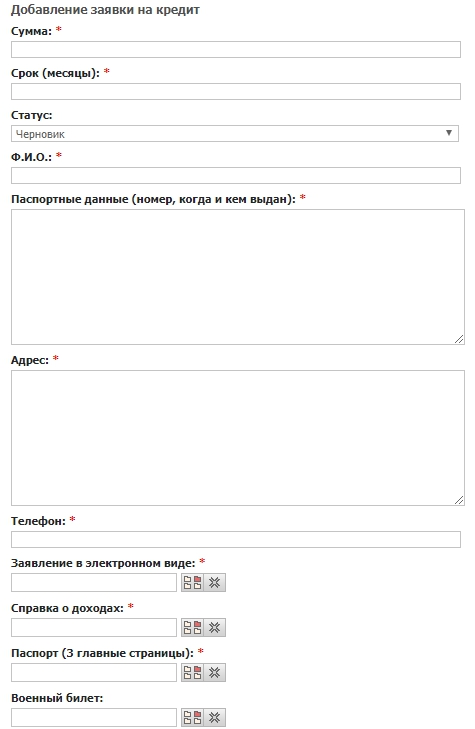 Добавление заявки на кредит
Сумма: *
Срок (месяцы): *
Статус:
Черновик
Ф.И.О.: *
Паспортные данные (номер, когда и кем выдан): *
Адрес: *
Телефон: *
Заявление в электронном виде: *
Справка о доходах: *
Паспорт (3 главные страницы): *
Военный билет: